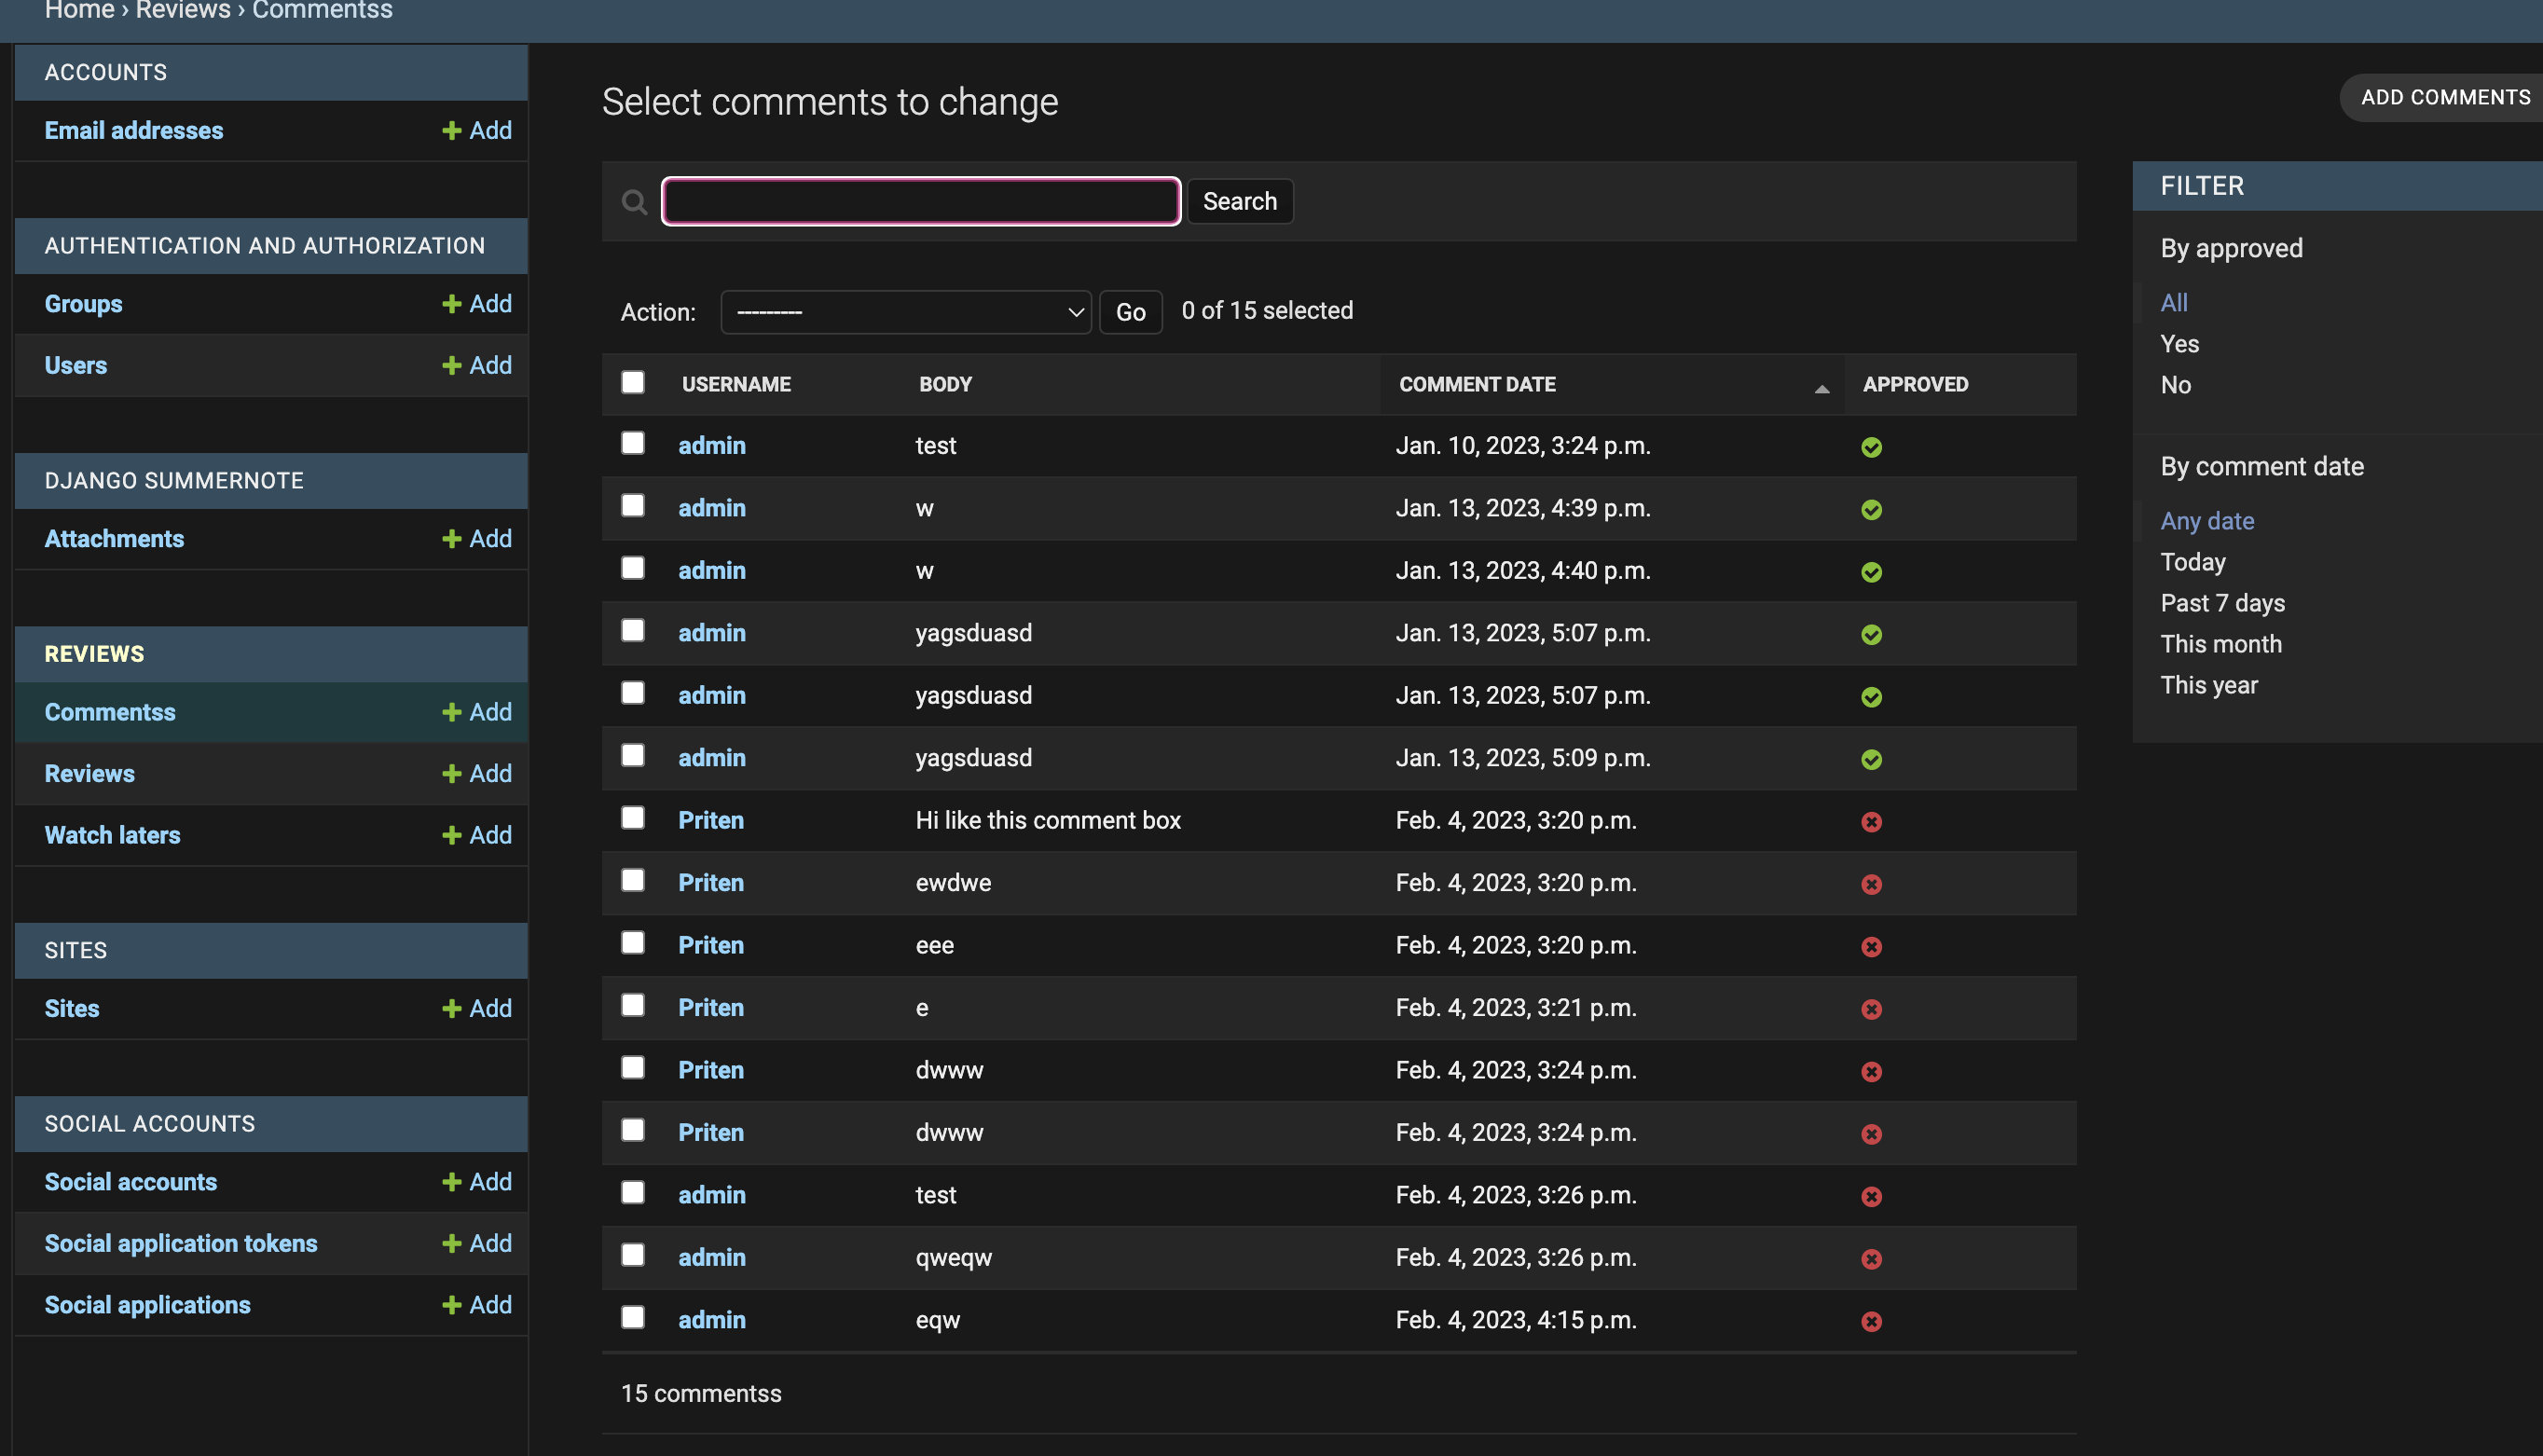 Home › Reviews › Commentss
ACCOUNTS
Email addresses + Add
AUTHENTICATION AND AUTHORIZATION
Groups + Add
Users + Add
DJANGO SUMMERNOTE
Attachments + Add
REVIEWS
Commentss + Add
Reviews + Add
Watch laters + Add
SITES
Sites + Add
SOCIAL ACCOUNTS
Social accounts + Add
Social application tokens + Add
Social applications + Add
Select comments to change
ADD COMMENTS
Search
Action: --------- Go 0 of 15 selected
USERNAME BODY COMMENT DATE APPROVED
admin test Jan. 10, 2023, 3:24 p.m.
admin w Jan. 13, 2023, 4:39 p.m.
admin w Jan. 13, 2023, 4:40 p.m.
admin yagsduasd Jan. 13, 2023, 5:07 p.m.
admin yagsduasd Jan. 13, 2023, 5:07 p.m.
admin yagsduasd Jan. 13, 2023, 5:09 p.m.
Priten Hi like this comment box Feb. 4, 2023, 3:20 p.m.
Priten ewdwe Feb. 4, 2023, 3:20 p.m.
Priten eee Feb. 4, 2023, 3:20 p.m.
Priten e Feb. 4, 2023, 3:21 p.m.
Priten dwww Feb. 4, 2023, 3:24 p.m.
Priten dwww Feb. 4, 2023, 3:24 p.m.
admin test Feb. 4, 2023, 3:26 p.m.
admin qweqw Feb. 4, 2023, 3:26 p.m.
admin eqw Feb. 4, 2023, 4:15 p.m.
15 commentss
FILTER
By approved
All
Yes
No
By comment date
Any date
Today
Past 7 days
This month
This year